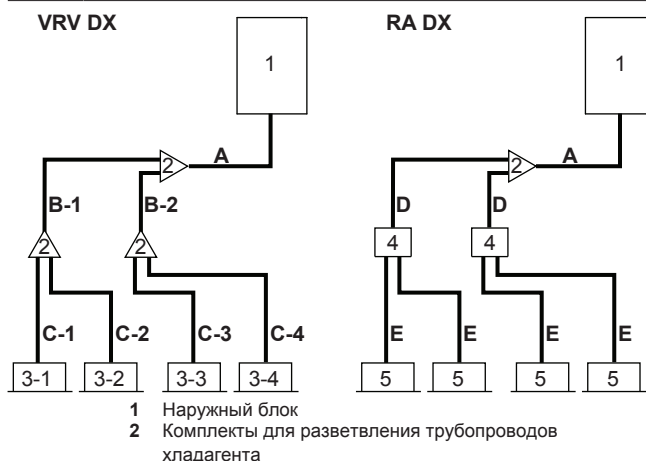 VRV DX RA DX
1 1
2 A 2 A
B-1 B-2 D D
2 2 4 4
C-1 C-2 C-3 C-4 E E E E
3-1 3-2 3-3 3-4 5 5 5 5
1 Наружный блок
2 Комплекты для разветвления трубопроводов
хладагента